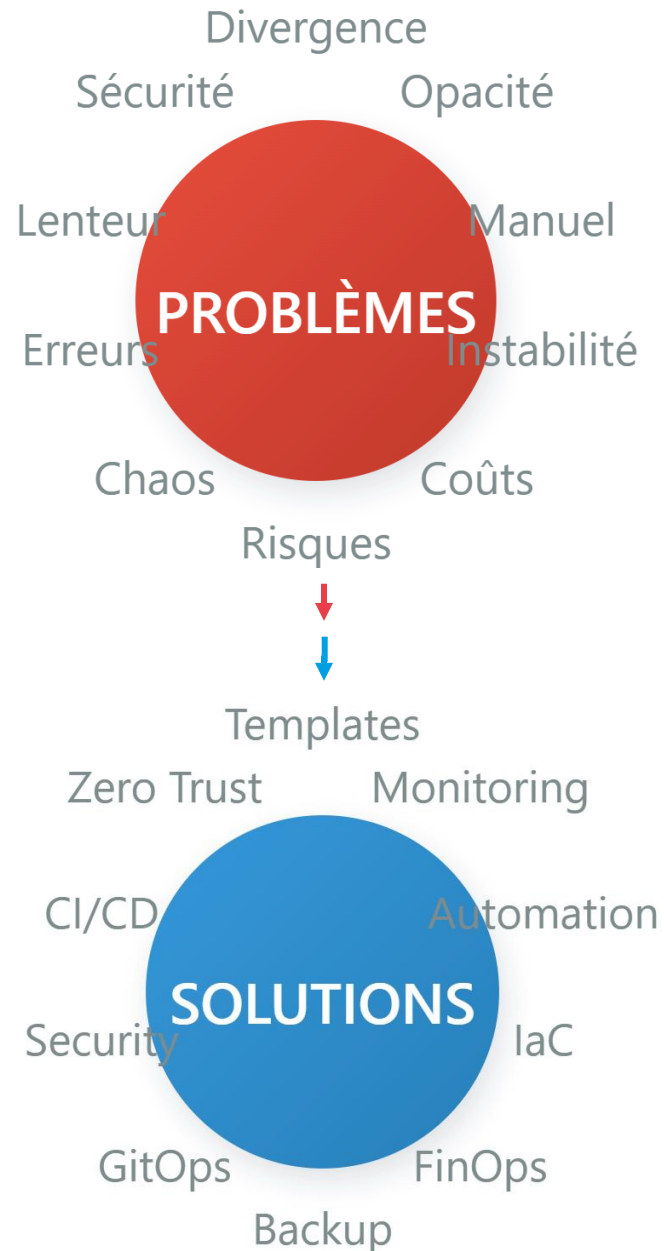 Divergence
Sécurité Opacité
Lenteur Manuel
PROBLÈMES
Erreurs Instabilité
Chaos Coûts
Risques
Templates
Zero Trust Monitoring
CI/CD Automation
SOLUTIONS
Security IaC
GitOps FinOps
Backup